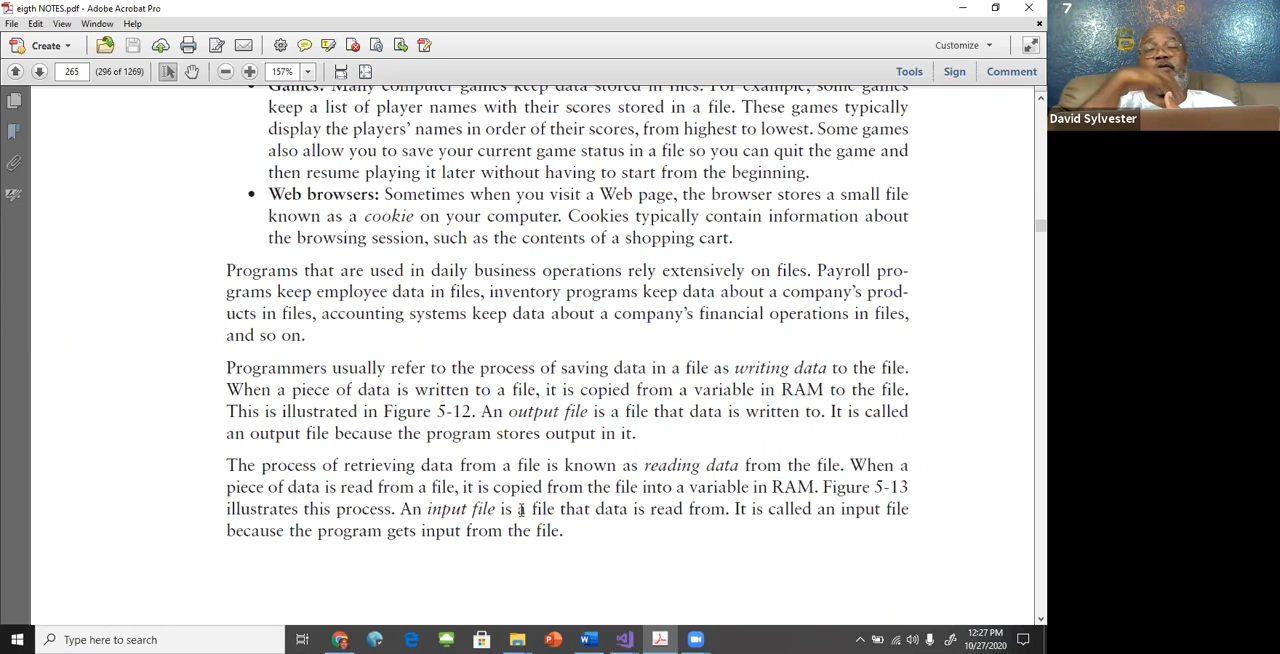 eigth NOTES.pdf - Adobe Acrobat Pro
File Edit View Window Help
Create Customize
265 (296 of 1269) 157% Tools Sign Comment
• Games: Many computer games keep data stored in files. For example, some games
keep a list of player names with their scores stored in a file. These games typically
display the players’ names in order of their scores, from highest to lowest. Some games
also allow you to save your current game status in a file so you can quit the game and
then resume playing it later without having to start from the beginning.
• Web browsers: Sometimes when you visit a Web page, the browser stores a small file
known as a cookie on your computer. Cookies typically contain information about
the browsing session, such as the contents of a shopping cart.
Programs that are used in daily business operations rely extensively on files. Payroll pro-
grams keep employee data in files, inventory programs keep data about a company’s prod-
ucts in files, accounting systems keep data about a company’s financial operations in files,
and so on.
Programmers usually refer to the process of saving data in a file as writing data to the file.
When a piece of data is written to a file, it is copied from a variable in RAM to the file.
This is illustrated in Figure 5-12. An output file is a file that data is written to. It is called
an output file because the program stores output in it.
The process of retrieving data from a file is known as reading data from the file. When a
piece of data is read from a file, it is copied from the file into a variable in RAM. Figure 5-13
illustrates this process. An input file is a file that data is read from. It is called an input file
because the program gets input from the file.
7
David Sylvester
Type here to search
12:27 PM
10/27/2020